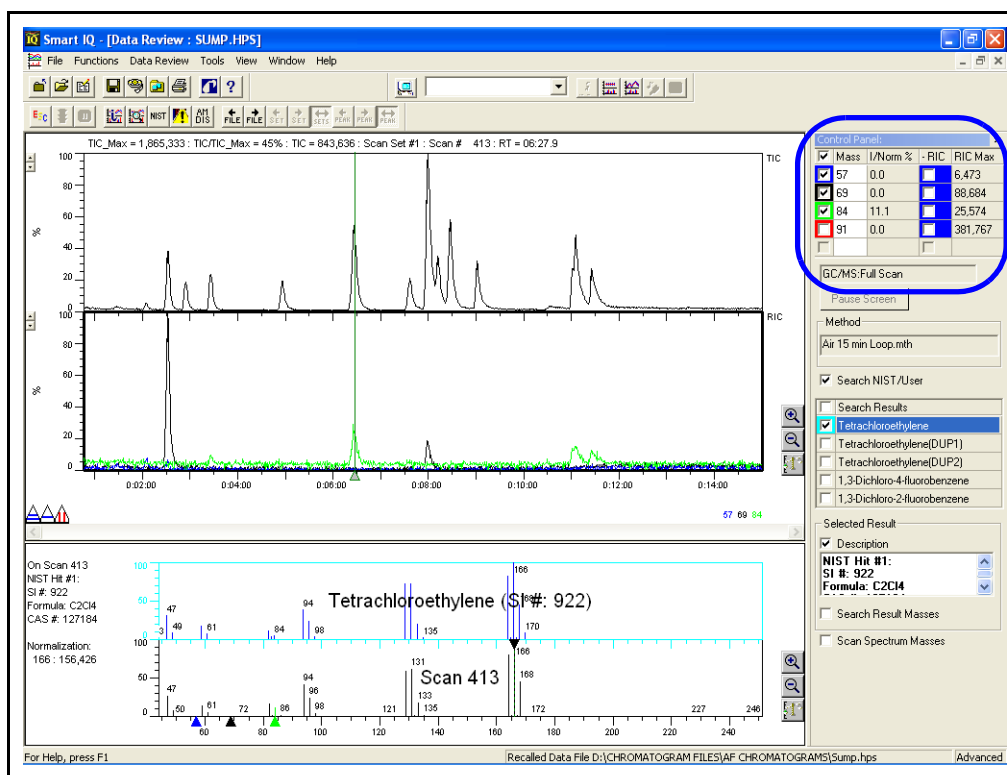 Smart IQ - [Data Review : SUMP.HPS]
File Functions Data Review Tools View Window Help
E:C NIST AM DIS FILE FILE SET SET SETS PEAK PEAK PEAK
TIC_Max = 1,865,333 : TIC/TIC_Max = 45% : TIC = 843,636 : Scan Set #1 : Scan # 413 : RT = 06:27.9
TIC
100
80
60
%
40
20
0
RIC
100
80
60
%
40
20
0
0:02:00 0:04:00 0:06:00 0:08:00 0:10:00 0:12:00 0:14:00
57 69 84
On Scan 413
NIST Hit #1:
SI #: 922
Formula: C2Cl4
CAS #: 127184
Normalization:
166 : 156,426
100
50
0
Tetrachloroethylene (SI #: 922)
-3 47 49 61 84 94 98 135 166 168 170
100
50
0
Scan 413
47 50 61 72 86 94 96 98 121 131 133 135 166 168 172 227 246
60 80 100 120 140 160 180 200 220 240
Control Panel:
Mass I/Norm % - RIC RIC Max
57 0.0 6,473
69 0.0 88,684
84 11.1 25,574
91 0.0 381,767
GC/MS:Full Scan
Pause Screen
Method
Air 15 min Loop.mth
Search NIST/User
Search Results
Tetrachloroethylene
Tetrachloroethylene(DUP1)
Tetrachloroethylene(DUP2)
1,3-Dichloro-4-fluorobenzene
1,3-Dichloro-2-fluorobenzene
Selected Result
Description
NIST Hit #1:
SI #: 922
Formula: C2Cl4
Search Result Masses
Scan Spectrum Masses
For Help, press F1
Recalled Data File D:\CHROMATOGRAM FILES\AF CHROMATOGRAMS\Sump.hps
Advanced